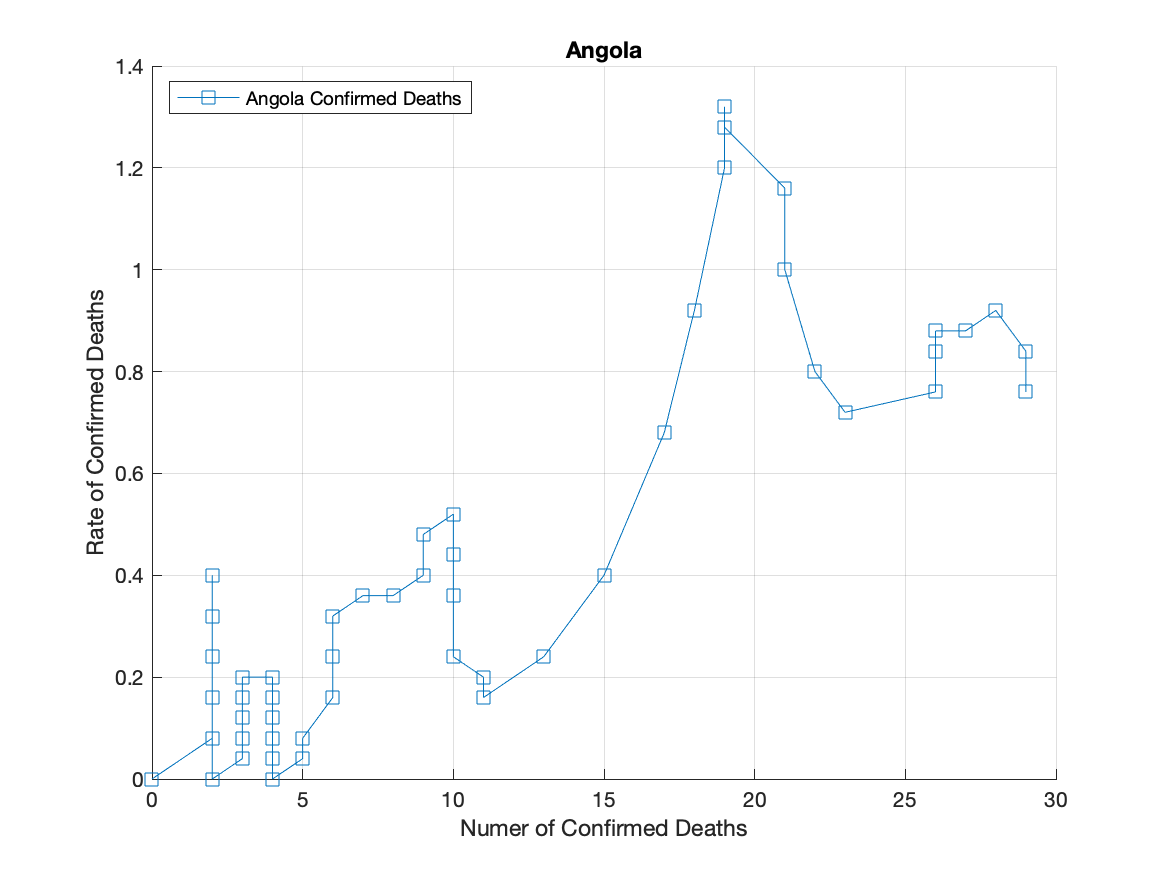 Angola
Angola Confirmed Deaths
1.4
1.2
1
0.8
0.6
0.4
0.2
0
Rate of Confirmed Deaths
0 5 10 15 20 25 30
Numer of Confirmed Deaths